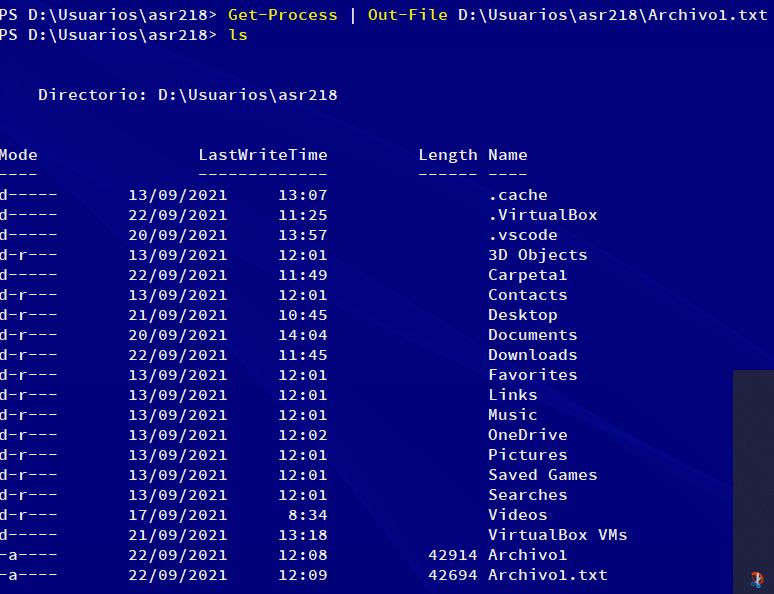 PS D:\Usuarios\asr218> Get-Process | Out-File D:\Usuarios\asr218\Archivo1.txt
PS D:\Usuarios\asr218> ls
Directorio: D:\Usuarios\asr218
Mode LastWriteTime Length Name
---- ------------- ------ ----
d----- 13/09/2021 13:07 .cache
d----- 22/09/2021 11:25 .VirtualBox
d----- 20/09/2021 13:57 .vscode
d-r--- 13/09/2021 12:01 3D Objects
d----- 22/09/2021 11:49 Carpeta1
d-r--- 13/09/2021 12:01 Contacts
d-r--- 21/09/2021 10:45 Desktop
d-r--- 20/09/2021 14:04 Documents
d-r--- 22/09/2021 11:45 Downloads
d-r--- 13/09/2021 12:01 Favorites
d-r--- 13/09/2021 12:01 Links
d-r--- 13/09/2021 12:01 Music
d-r--- 13/09/2021 12:02 OneDrive
d-r--- 13/09/2021 12:01 Pictures
d-r--- 13/09/2021 12:01 Saved Games
d-r--- 13/09/2021 12:01 Searches
d-r--- 17/09/2021 8:34 Videos
d----- 21/09/2021 13:18 VirtualBox VMs
-a---- 22/09/2021 12:08 42914 Archivo1
-a---- 22/09/2021 12:09 42694 Archivo1.txt